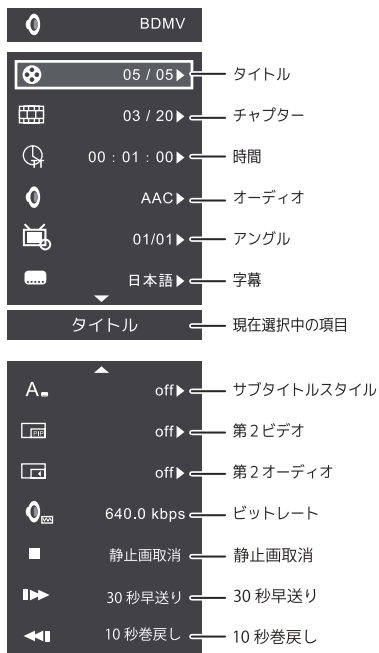 BDMV
05 / 05 タイトル
03 / 20 チャプター
00 : 01 : 00 時間
AAC オーディオ
01/01 アングル
日本語 字幕
タイトル 現在選択中の項目
A off サブタイトルスタイル
PIP off 第2ビデオ
off 第2オーディオ
640.0 kbps ビットレート
静止画取消 静止画取消
30 秒早送り 30 秒早送り
10 秒巻戻し 10 秒巻戻し